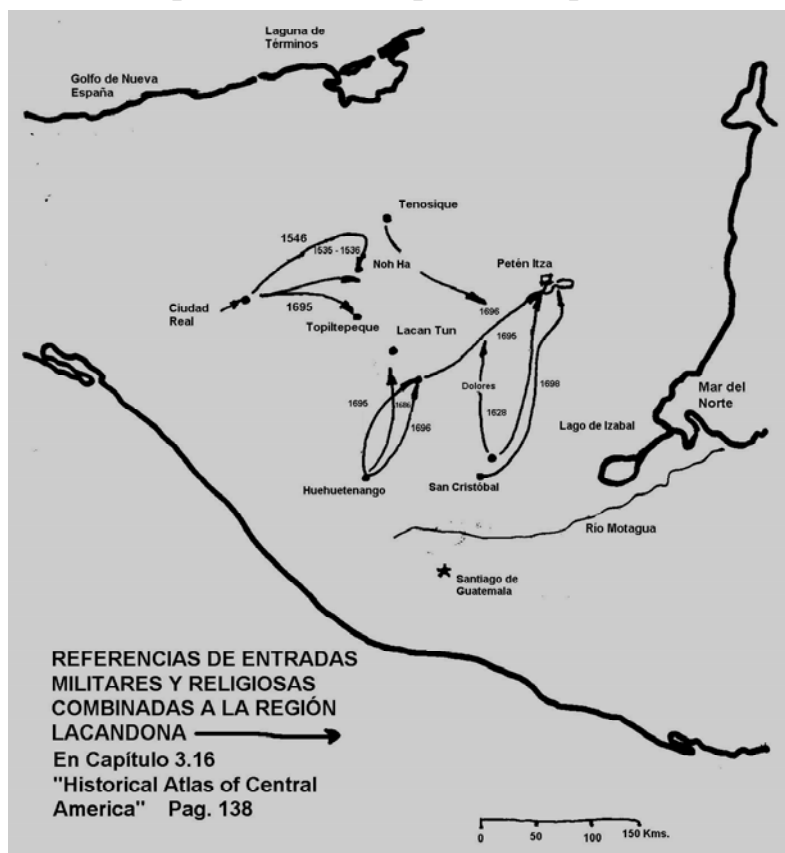 Laguna de
Términos
Golfo de Nueva
España
Tenosique
1546
1535 - 1536
Noh Ha
Petén Itza
Ciudad
Real
1695
Topiltepeque
Lacan Tun
1696
1695
Dolores
1698
Mar del
Norte
1695
1686
1696
1628
Lago de Izabal
Huehuetenango
San Cristóbal
Río Motagua
Santiago de
Guatemala
REFERENCIAS DE ENTRADAS
MILITARES Y RELIGIOSAS
COMBINADAS A LA REGIÓN
LACANDONA
En Capítulo 3.16
"Historical Atlas of Central
America" Pag. 138
0 50 100 150 Kms.